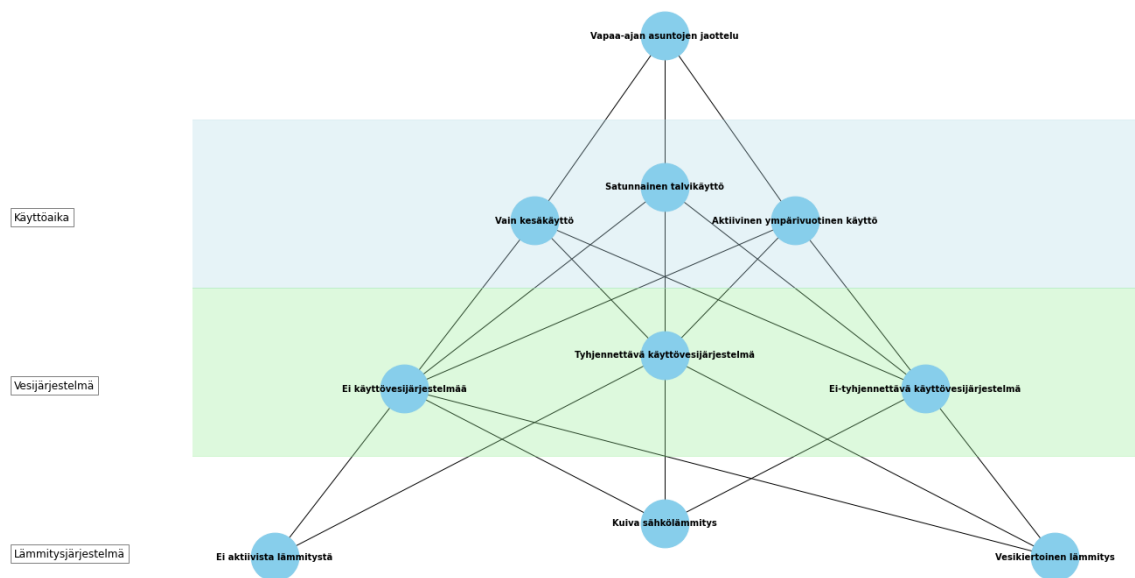 Vapaa-ajan asuntojen jaottelu
Satunnainen talvikäyttö
Käyttöaika
Vain kesäkäyttö
Aktiivinen ympärivuotinen käyttö
Tyhjennettävä käyttövesijärjestelmä
Vesijärjestelmä
Ei käyttövesijärjestelmää
Ei-tyhjennettävä käyttövesijärjestelmä
Kuiva sähkölämmitys
Lämmitysjärjestelmä
Ei aktiivista lämmitystä
Vesikiertoinen lämmitys